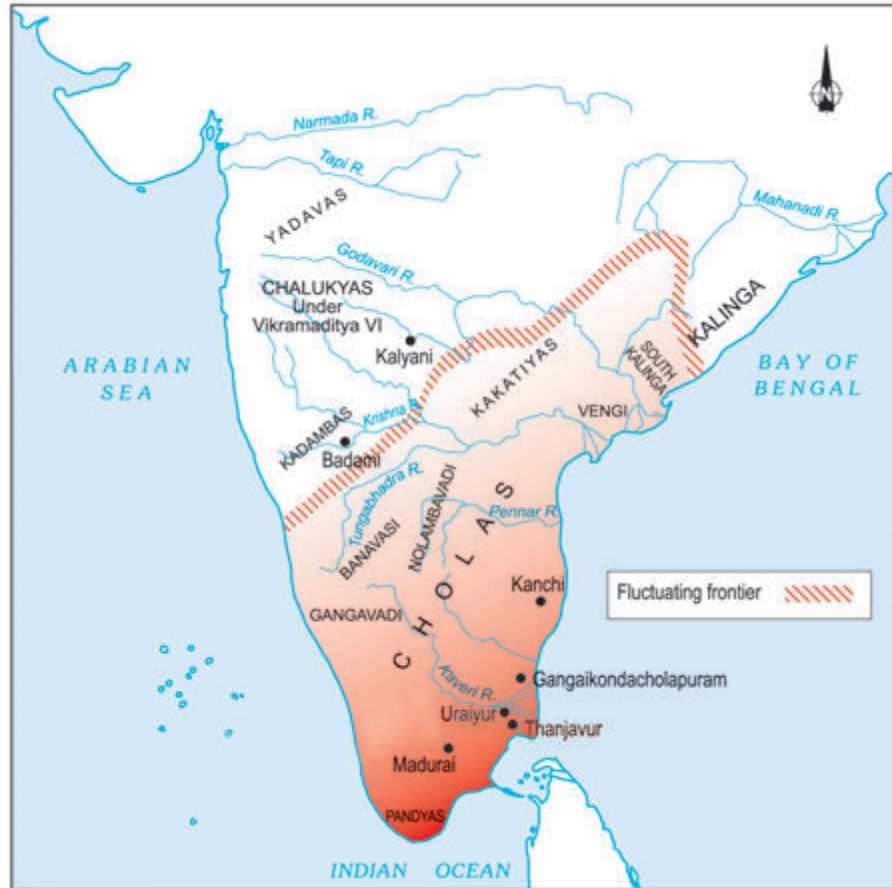 N
Narmada R.
Tapi R.
Mahanadi R.
YADAVAS
Godavari R.
CHALUKYAS
Under
Vikramaditya VI
Kalyani
KALINGA
SOUTH
KALINGA
ARABIAN
SEA
BAY OF
BENGAL
KAKATIYAS
VENGI
Krishna R.
KADAMBAS
Badami
Tungabhadra R.
BANAVASI
NOLAMBAVADI
Pennar R.
CHOLAS
Kanchi
Fluctuating frontier
GANGAVADI
Kaveri R.
Gangaikondacholapuram
Uraiyur
Thanjavur
Madurai
PANDYAS
INDIAN OCEAN